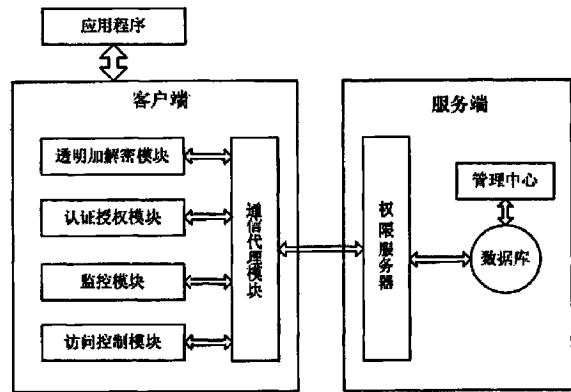 应用程序
客户端
透明加解密模块
认证授权模块
监控模块
访问控制模块
通信代理模块
服务端
权限服务器
管理中心
数据库